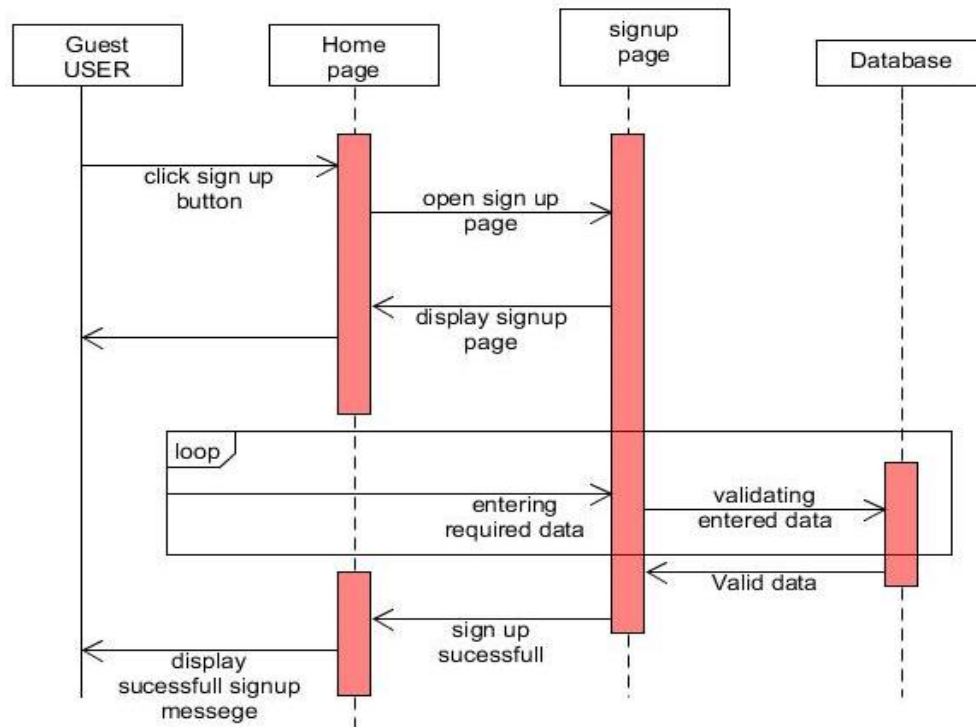 Guest
USER
Home
page
signup
page
Database
click sign up
button
open sign up
page
display signup
page
loop
entering
required data
validating
entered data
Valid data
sign up
sucessfull
display
sucessfull signup
messege